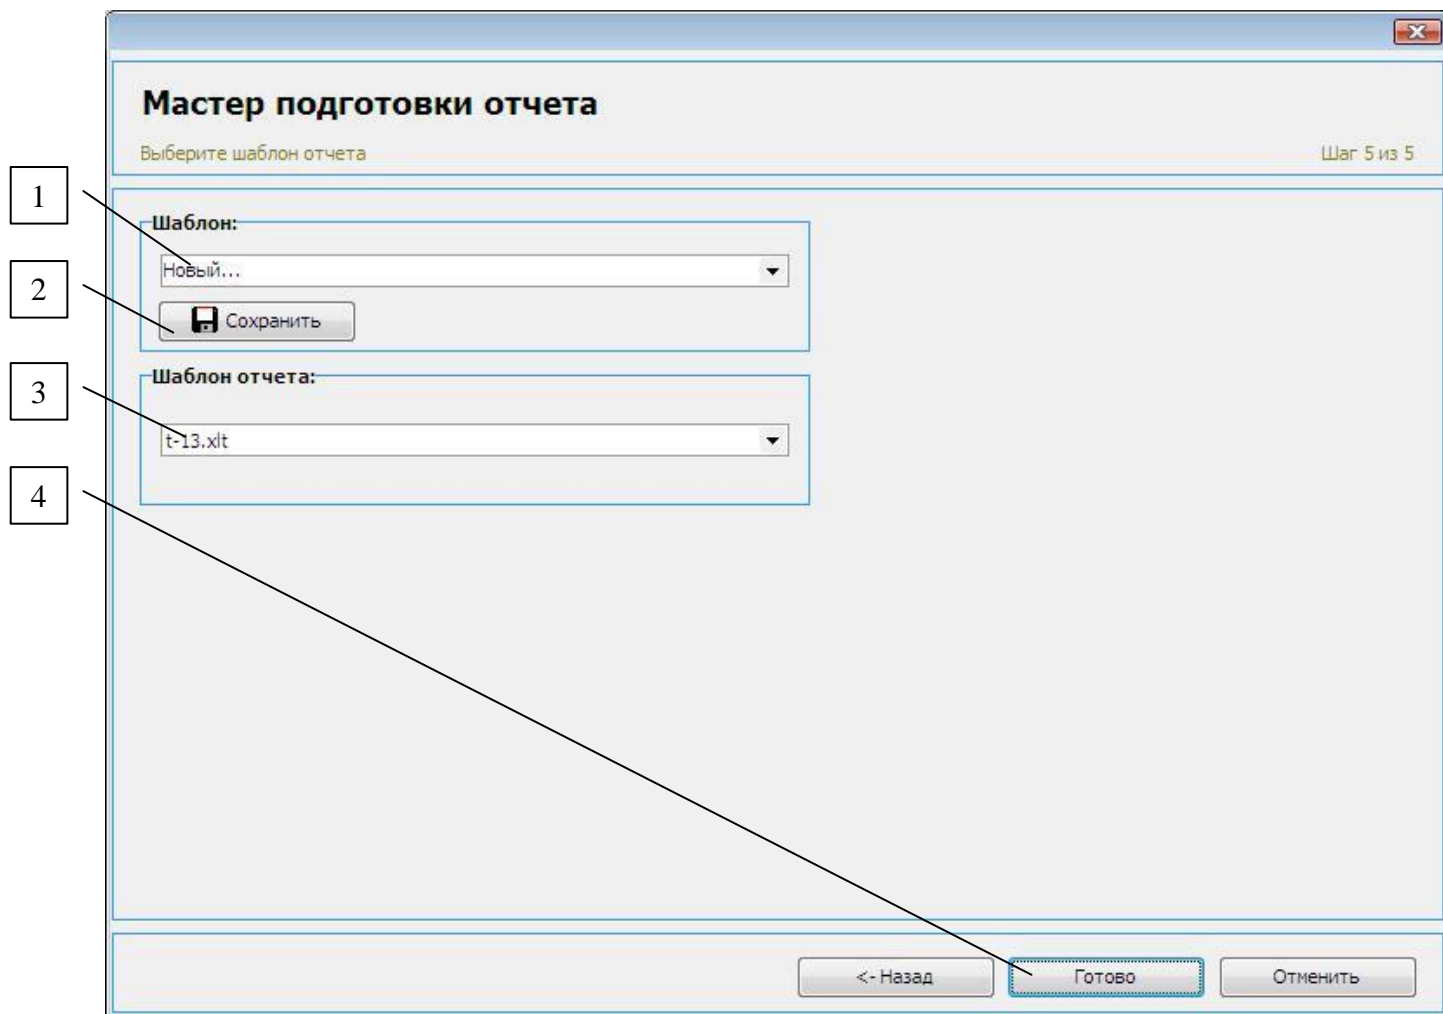 Мастер подготовки отчета
Выберите шаблон отчета
Шаг 5 из 5
1
Шаблон:
Новый...
2
Сохранить
Шаблон отчета:
3
t-13.xlt
4
<- Назад
Готово
Отменить